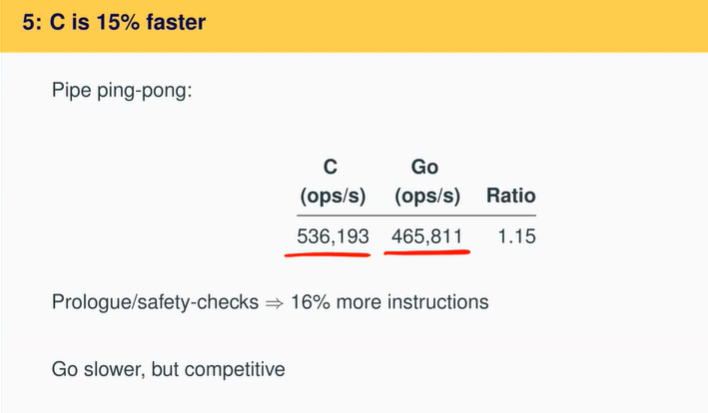 5: C is 15% faster
Pipe ping-pong:
C Go
(ops/s) (ops/s) Ratio
536,193 465,811 1.15
Prologue/safety-checks ⇒ 16% more instructions
Go slower, but competitive